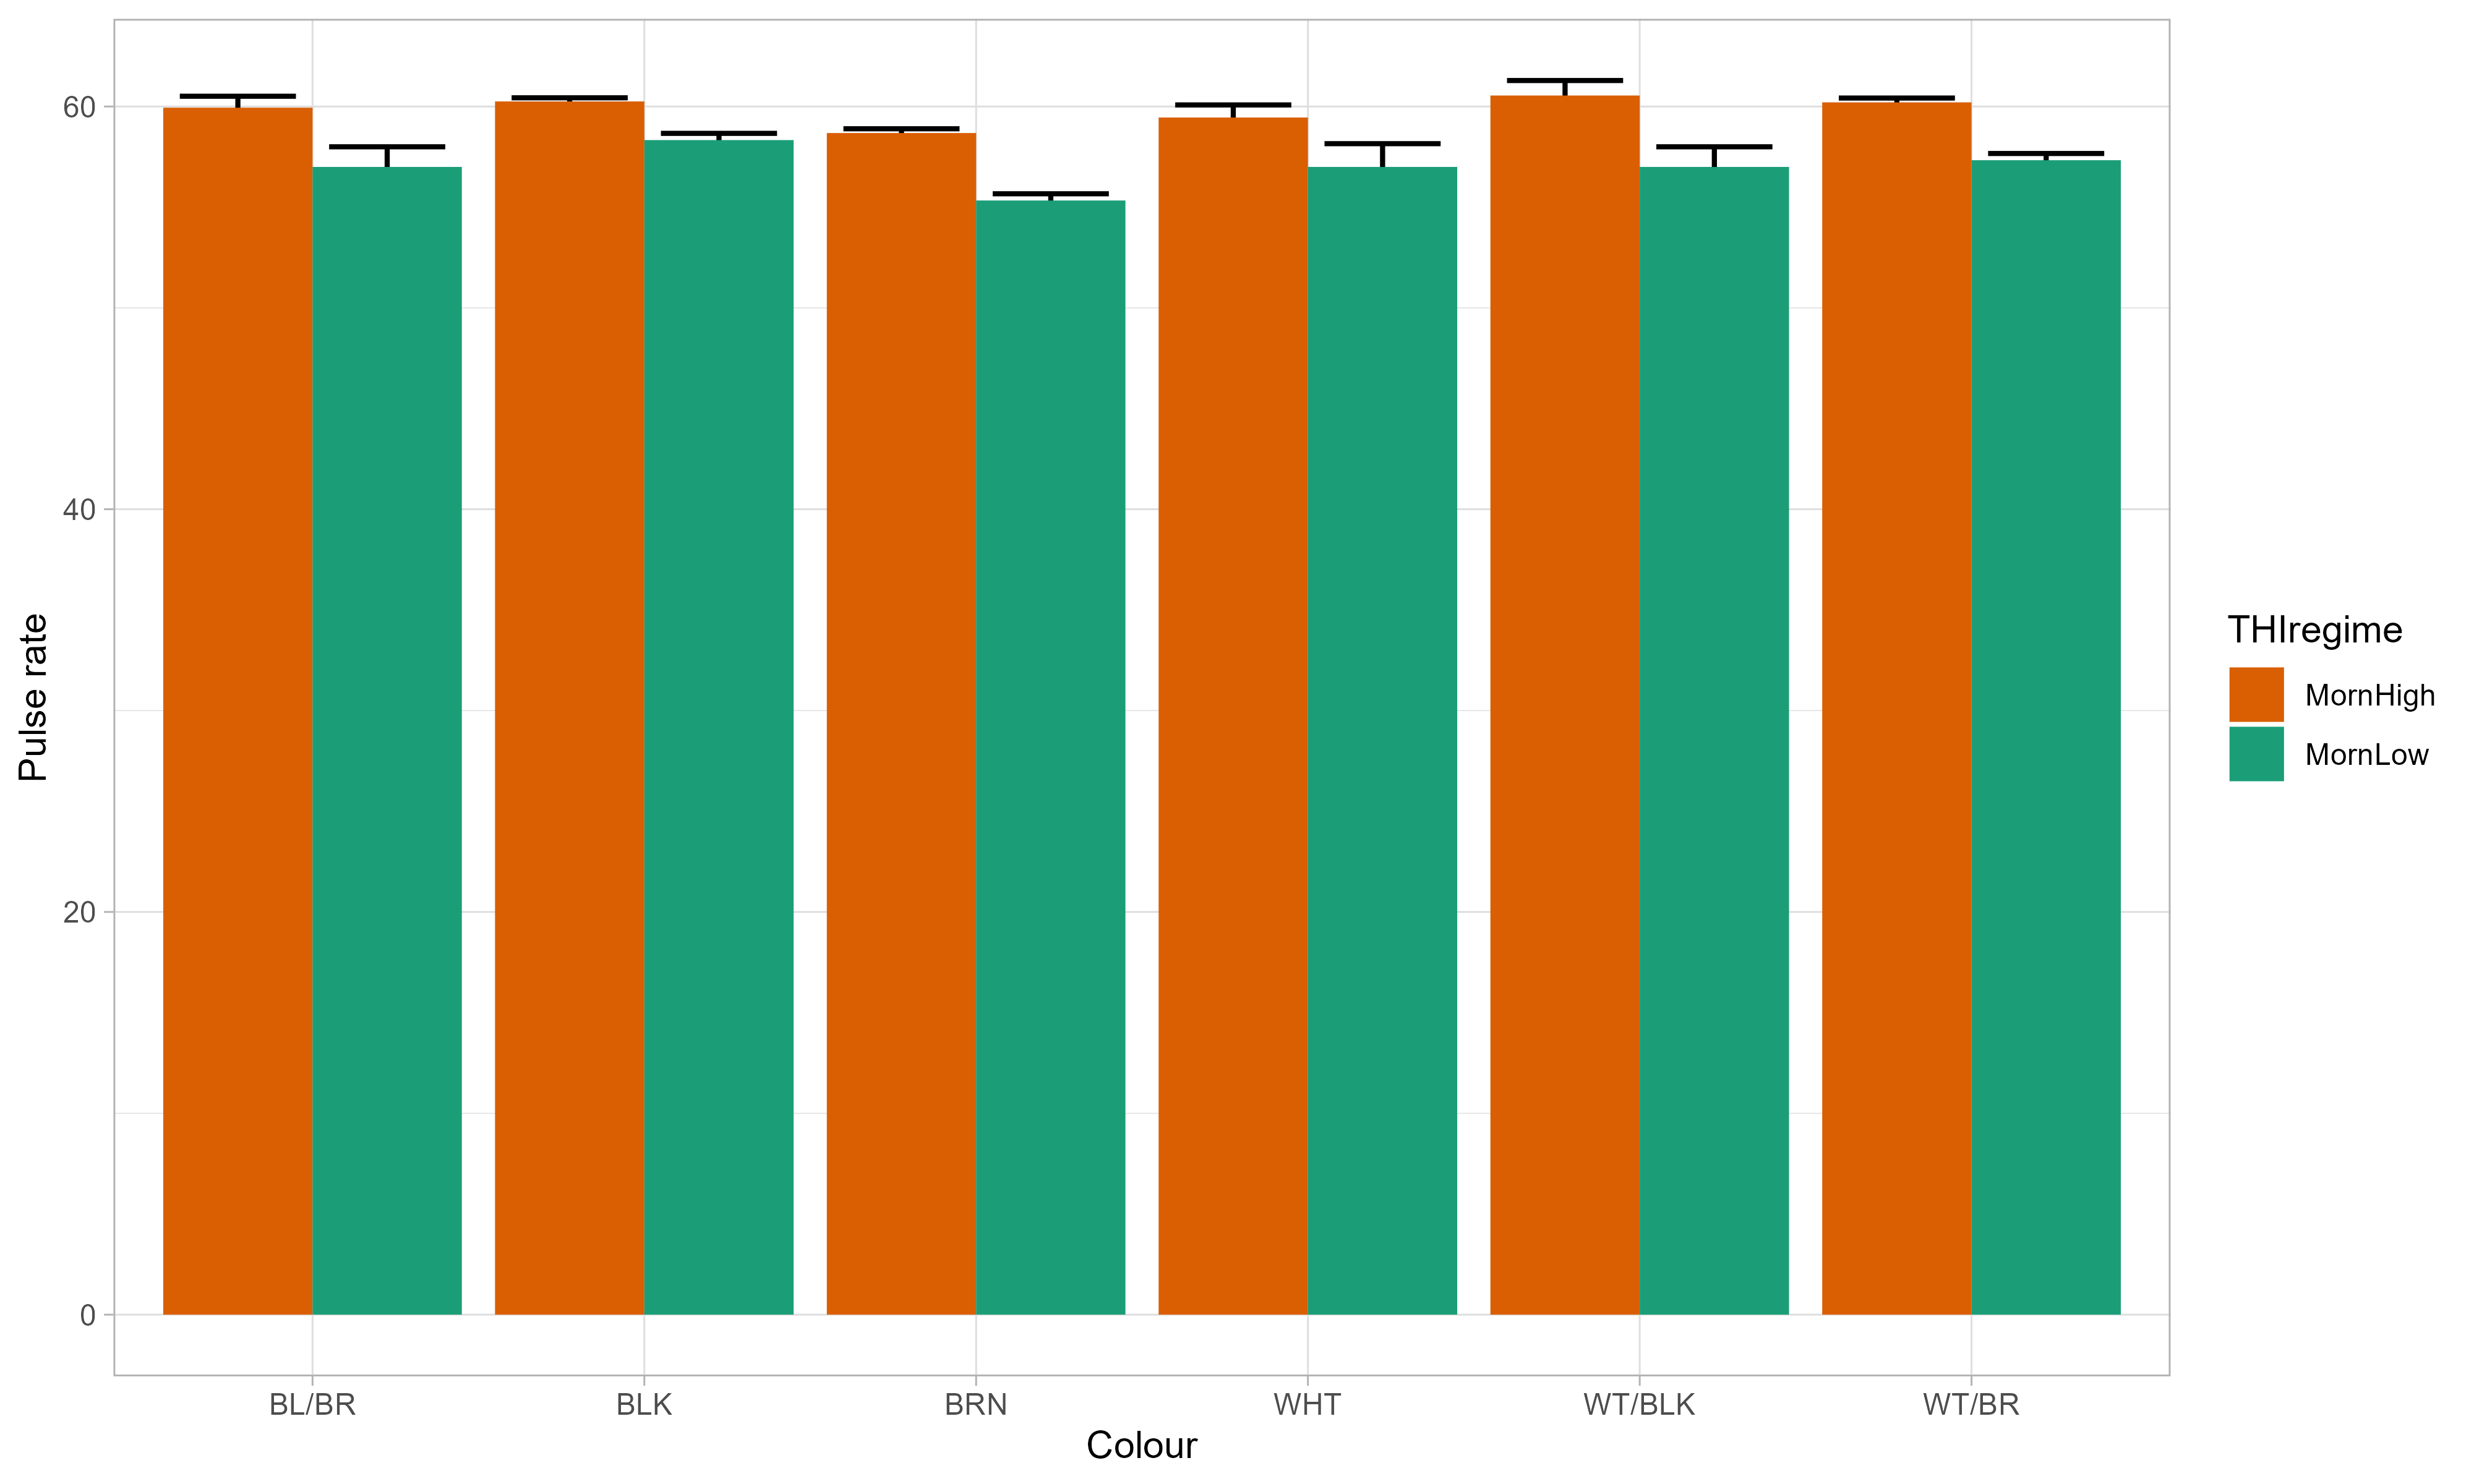 60
40
20
0
Pulse rate
BL/BR
BLK
BRN
WHT
WT/BLK
WT/BR
Colour
THIregime
MornHigh
MornLow